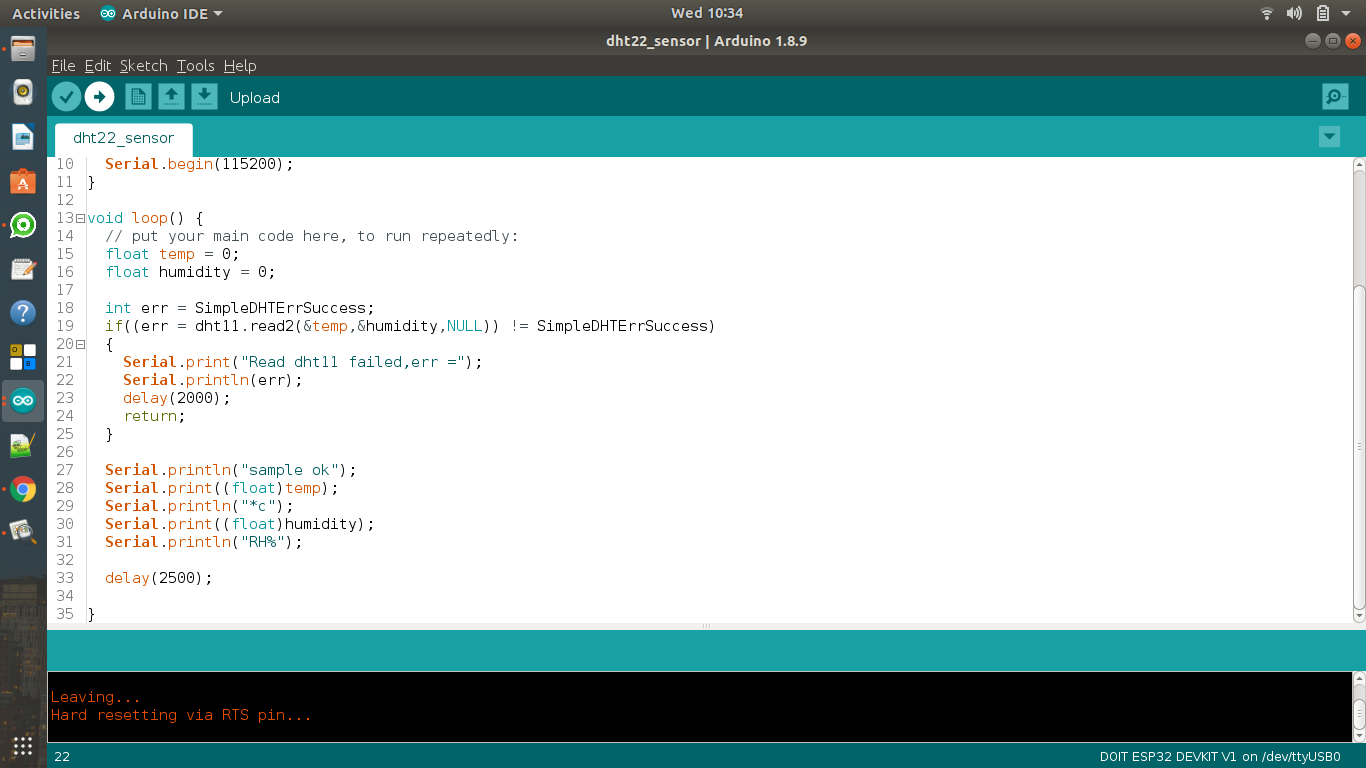 Activities Arduino IDE Wed 10:34
dht22_sensor | Arduino 1.8.9
File Edit Sketch Tools Help
Upload
dht22_sensor
10 Serial.begin(115200);
11 }
12
13 void loop() {
14 // put your main code here, to run repeatedly:
15 float temp = 0;
16 float humidity = 0;
17
18 int err = SimpleDHTErrSuccess;
19 if((err = dht11.read2(&temp,&humidity,NULL)) != SimpleDHTErrSuccess)
20 {
21 Serial.print("Read dht11 failed,err =");
22 Serial.println(err);
23 delay(2000);
24 return;
25 }
26
27 Serial.println("sample ok");
28 Serial.print((float)temp);
29 Serial.println("*c");
30 Serial.print((float)humidity);
31 Serial.println("RH%");
32
33 delay(2500);
34
35 }
Leaving...
Hard resetting via RTS pin...
22 DOIT ESP32 DEVKIT V1 on /dev/ttyUSB0